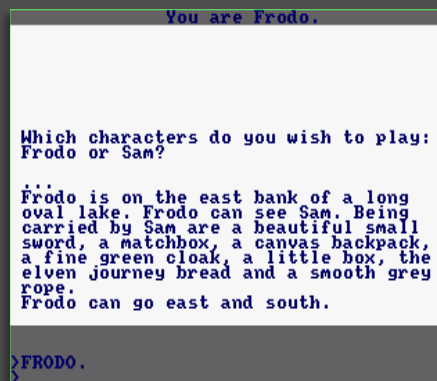 You are Frodo.
Which characters do you wish to play:
Frodo or Sam?
...
Frodo is on the east bank of a long
oval lake. Frodo can see Sam. Being
carried by Sam are a beautiful small
sword, a matchbox, a canvas backpack,
a fine green cloak, a little box, the
elven journey bread and a smooth grey
rope.
Frodo can go east and south.
>FRODO.
>